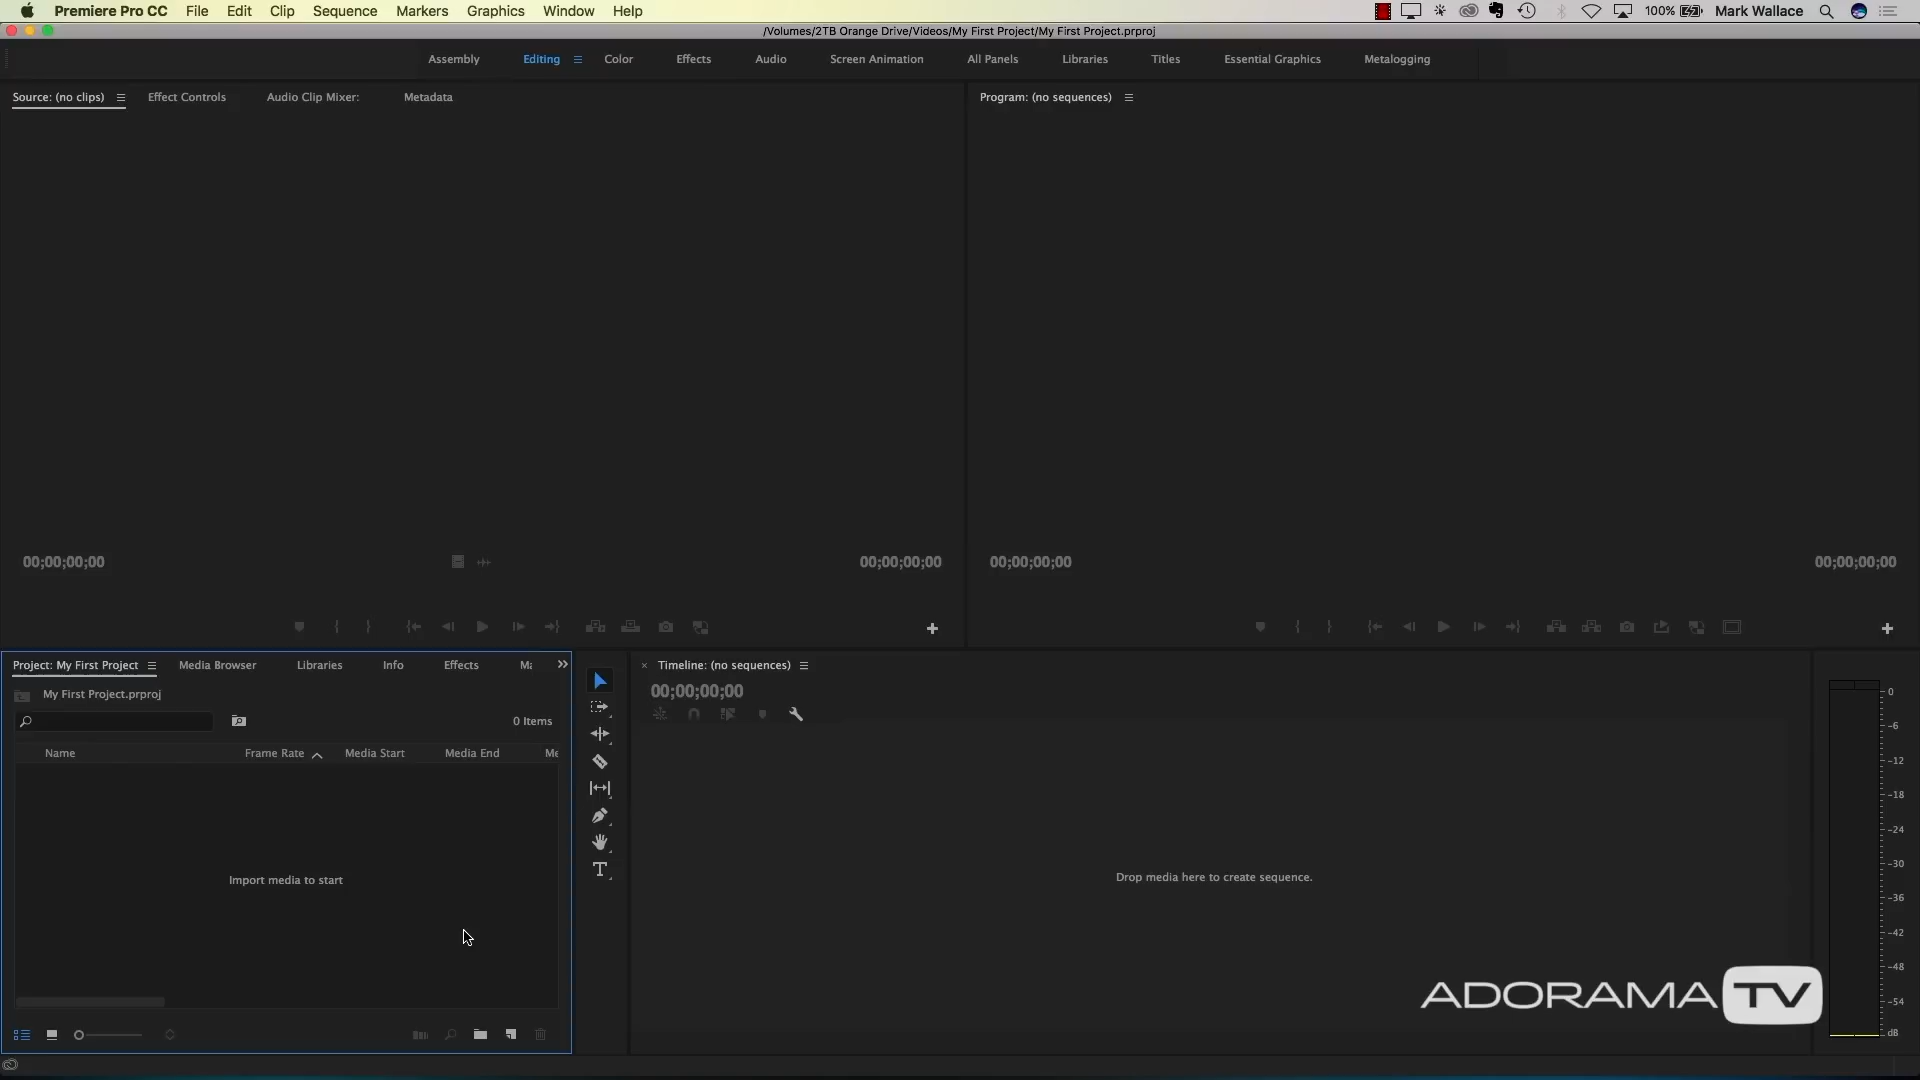 Premiere Pro CC File Edit Clip Sequence Markers Graphics Window Help 100% Mark Wallace
/Volumes/2TB Orange Drive/Videos/My First Project/My First Project.prproj
Assembly Editing Color Effects Audio Screen Animation All Panels Libraries Titles Essential Graphics Metalogging
Source: (no clips) Effect Controls Audio Clip Mixer: Metadata
Program: (no sequences)
00;00;00;00 00;00;00;00
00;00;00;00 00;00;00;00
Project: My First Project Media Browser Libraries Info Effects Ma
My First Project.prproj
0 Items
Name Frame Rate Media Start Media End Me
Import media to start
Timeline: (no sequences)
00;00;00;00
Drop media here to create sequence.
T
0
-6
-12
-18
-24
-30
-36
-42
-48
-54
dB
ADORAMA TV